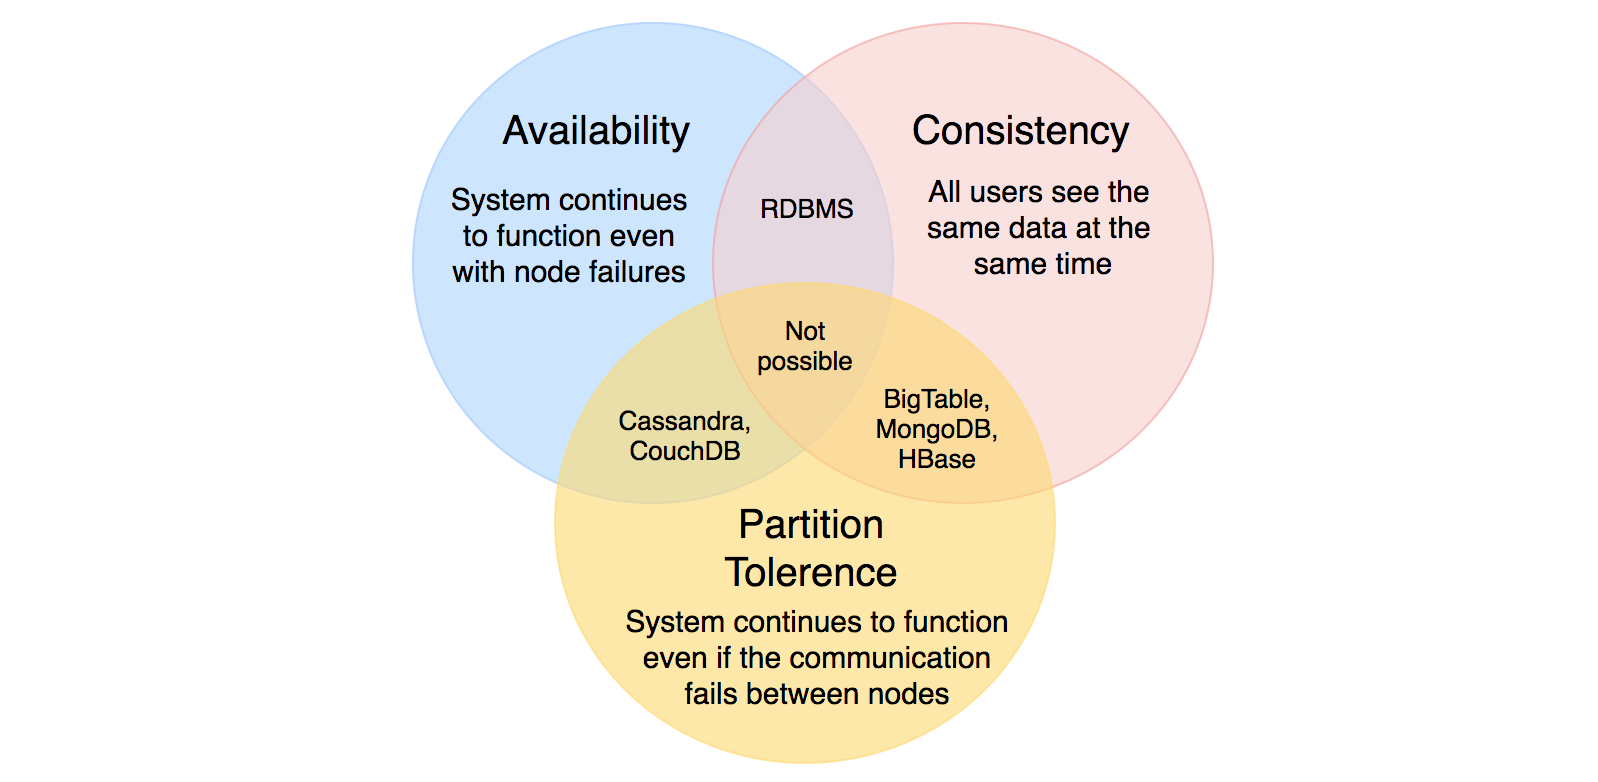 Availability
System continues
to function even
with node failures
Consistency
All users see the
same data at the
same time
RDBMS
Not
possible
Cassandra,
CouchDB
BigTable,
MongoDB,
HBase
Partition
Tolerence
System continues to function
even if the communication
fails between nodes